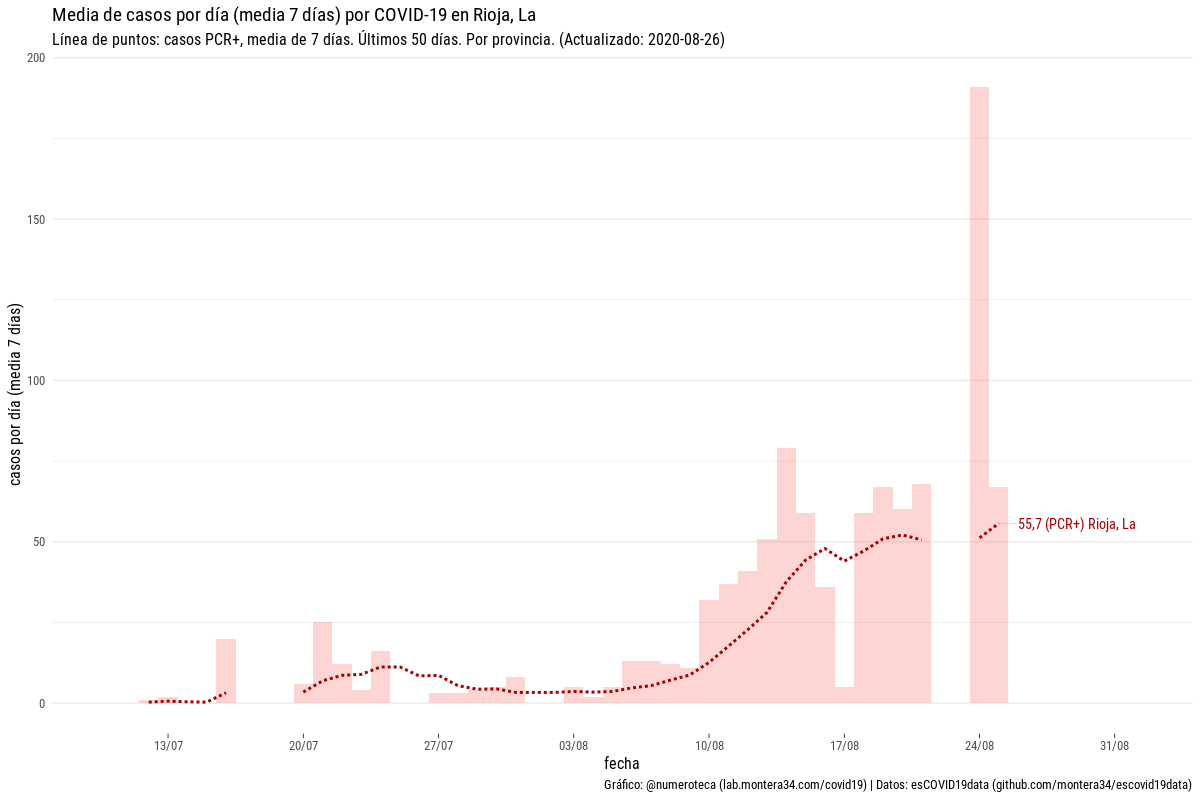 Media de casos por día (media 7 días) por COVID-19 en Rioja, La
Línea de puntos: casos PCR+, media de 7 días. Últimos 50 días. Por provincia. (Actualizado: 2020-08-26)
casos por día (media 7 días)
200
150
100
50
0
55,7 (PCR+) Rioja, La
13/07 20/07 27/07 03/08 10/08 17/08 24/08 31/08
fecha
Gráfico: @numeroteca (lab.montera34.com/covid19) | Datos: esCOVID19data (github.com/montera34/escovid19data)